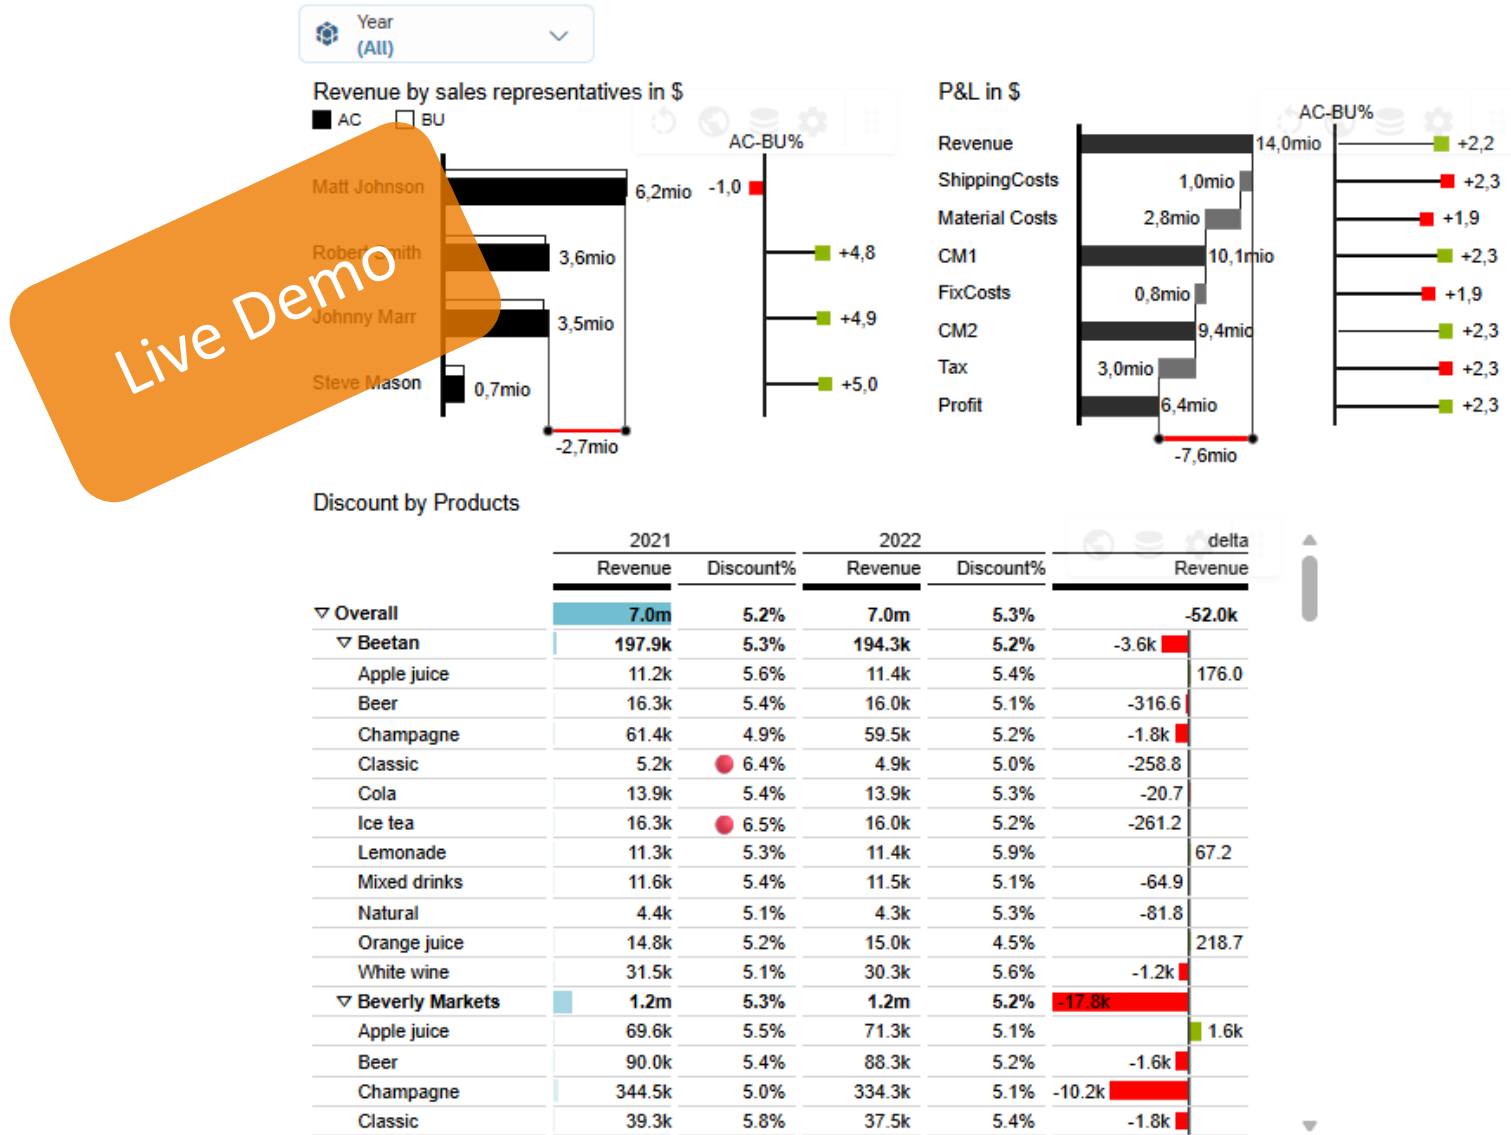 Year
(All)
Revenue by sales representatives in $
AC BU
AC-BU%
Matt Johnson 6,2mio -1,0
Robert Smith 3,6mio +4,8
Johnny Marr 3,5mio +4,9
Steve Mason 0,7mio +5,0
-2,7mio
Live Demo
P&L in $
AC-BU%
Revenue 14,0mio +2,2
ShippingCosts 1,0mio +2,3
Material Costs 2,8mio +1,9
CM1 10,1mio +2,3
FixCosts 0,8mio +1,9
CM2 9,4mio +2,3
Tax 3,0mio +2,3
Profit 6,4mio +2,3
-7,6mio
Discount by Products
2021 2022 delta
Revenue Discount% Revenue Discount% Revenue
Overall 7.0m 5.2% 7.0m 5.3% -52.0k
Beetan 197.9k 5.3% 194.3k 5.2% -3.6k
Apple juice 11.2k 5.6% 11.4k 5.4% 176.0
Beer 16.3k 5.4% 16.0k 5.1% -316.6
Champagne 61.4k 4.9% 59.5k 5.2% -1.8k
Classic 5.2k 6.4% 4.9k 5.0% -258.8
Cola 13.9k 5.4% 13.9k 5.3% -20.7
Ice tea 16.3k 6.5% 16.0k 5.2% -261.2
Lemonade 11.3k 5.3% 11.4k 5.9% 67.2
Mixed drinks 11.6k 5.4% 11.5k 5.1% -64.9
Natural 4.4k 5.1% 4.3k 5.3% -81.8
Orange juice 14.8k 5.2% 15.0k 4.5% 218.7
White wine 31.5k 5.1% 30.3k 5.6% -1.2k
Beverly Markets 1.2m 5.3% 1.2m 5.2% -17.8k
Apple juice 69.6k 5.5% 71.3k 5.1% 1.6k
Beer 90.0k 5.4% 88.3k 5.2% -1.6k
Champagne 344.5k 5.0% 334.3k 5.1% -10.2k
Classic 39.3k 5.8% 37.5k 5.4% -1.8k